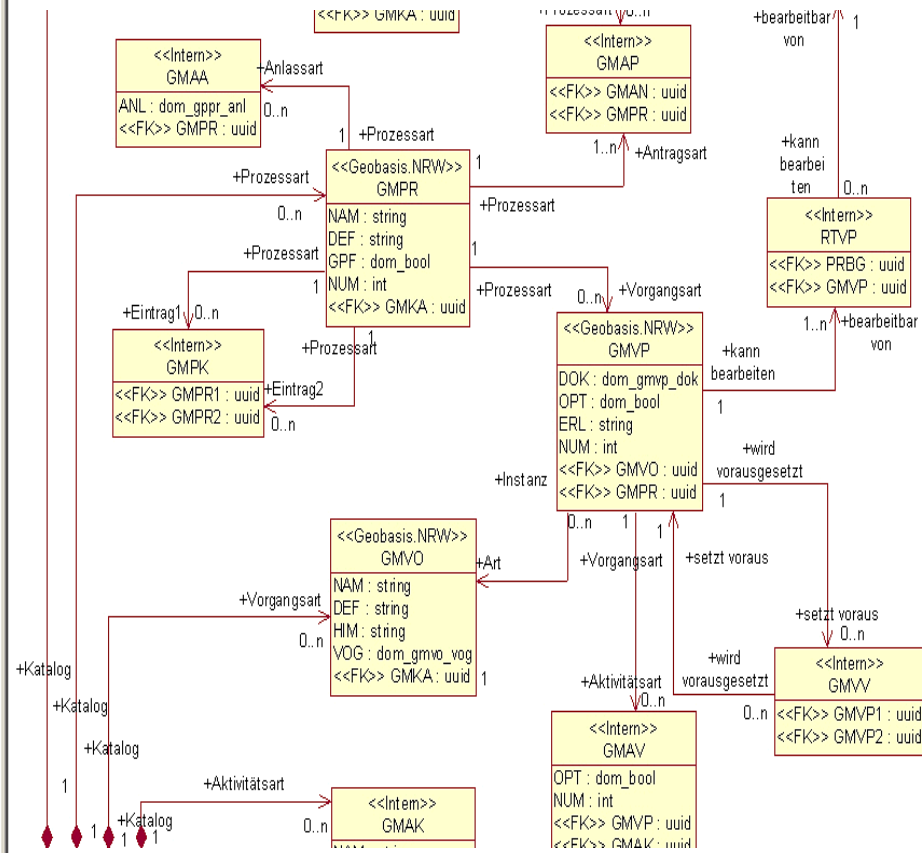 <<FK>> GMKA : uuid
+bearbeitbar
von
1
<<Intern>>
GMAA
ANL : dom_gppr_anl
<<FK>> GMPR : uuid
+Anlassart
0..n
1
+Prozessart
<<Intern>>
GMAP
<<FK>> GMAN : uuid
<<FK>> GMPR : uuid
1..n
+Antragsart
+kann
bearbei
ten
0..n
<<Geobasis.NRW>>
GMPR
NAM : string
DEF : string
GPF : dom_bool
NUM : int
<<FK>> GMKA : uuid
1
+Prozessart
+Prozessart
0..n
1
+Prozessart
0..n
+Vorgangsart
<<Intern>>
RTVP
<<FK>> PRBG : uuid
<<FK>> GMVP : uuid
1..n
+bearbeitbar
von
+Prozessart
1
+Eintrag1
0..n
1
+Prozessart
<<Intern>>
GMPK
<<FK>> GMPR1 : uuid
<<FK>> GMPR2 : uuid
+Eintrag2
0..n
<<Geobasis.NRW>>
GMVP
DOK : dom_gmvp_dok
OPT : dom_bool
ERL : string
NUM : int
<<FK>> GMVO : uuid
<<FK>> GMPR : uuid
+kann
bearbeiten
1
+wird
vorausgesetzt
1
+Instanz
0..n
1
+Vorgangsart
1
+setzt voraus
<<Geobasis.NRW>>
GMVO
NAM : string
DEF : string
HIM : string
VOG : dom_gmvo_vog
<<FK>> GMKA : uuid
+Art
1
+Vorgangsart
0..n
+setzt voraus
0..n
+wird
vorausgesetzt
0..n
<<Intern>>
GMVV
<<FK>> GMVP1 : uuid
<<FK>> GMVP2 : uuid
+Aktivitätsart
0..n
<<Intern>>
GMAV
OPT : dom_bool
NUM : int
<<FK>> GMVP : uuid
<<FK>> GMAK : uuid
+Katalog
+Katalog
+Katalog
+Katalog
1
1
1
1
+Aktivitätsart
0..n
<<Intern>>
GMAK